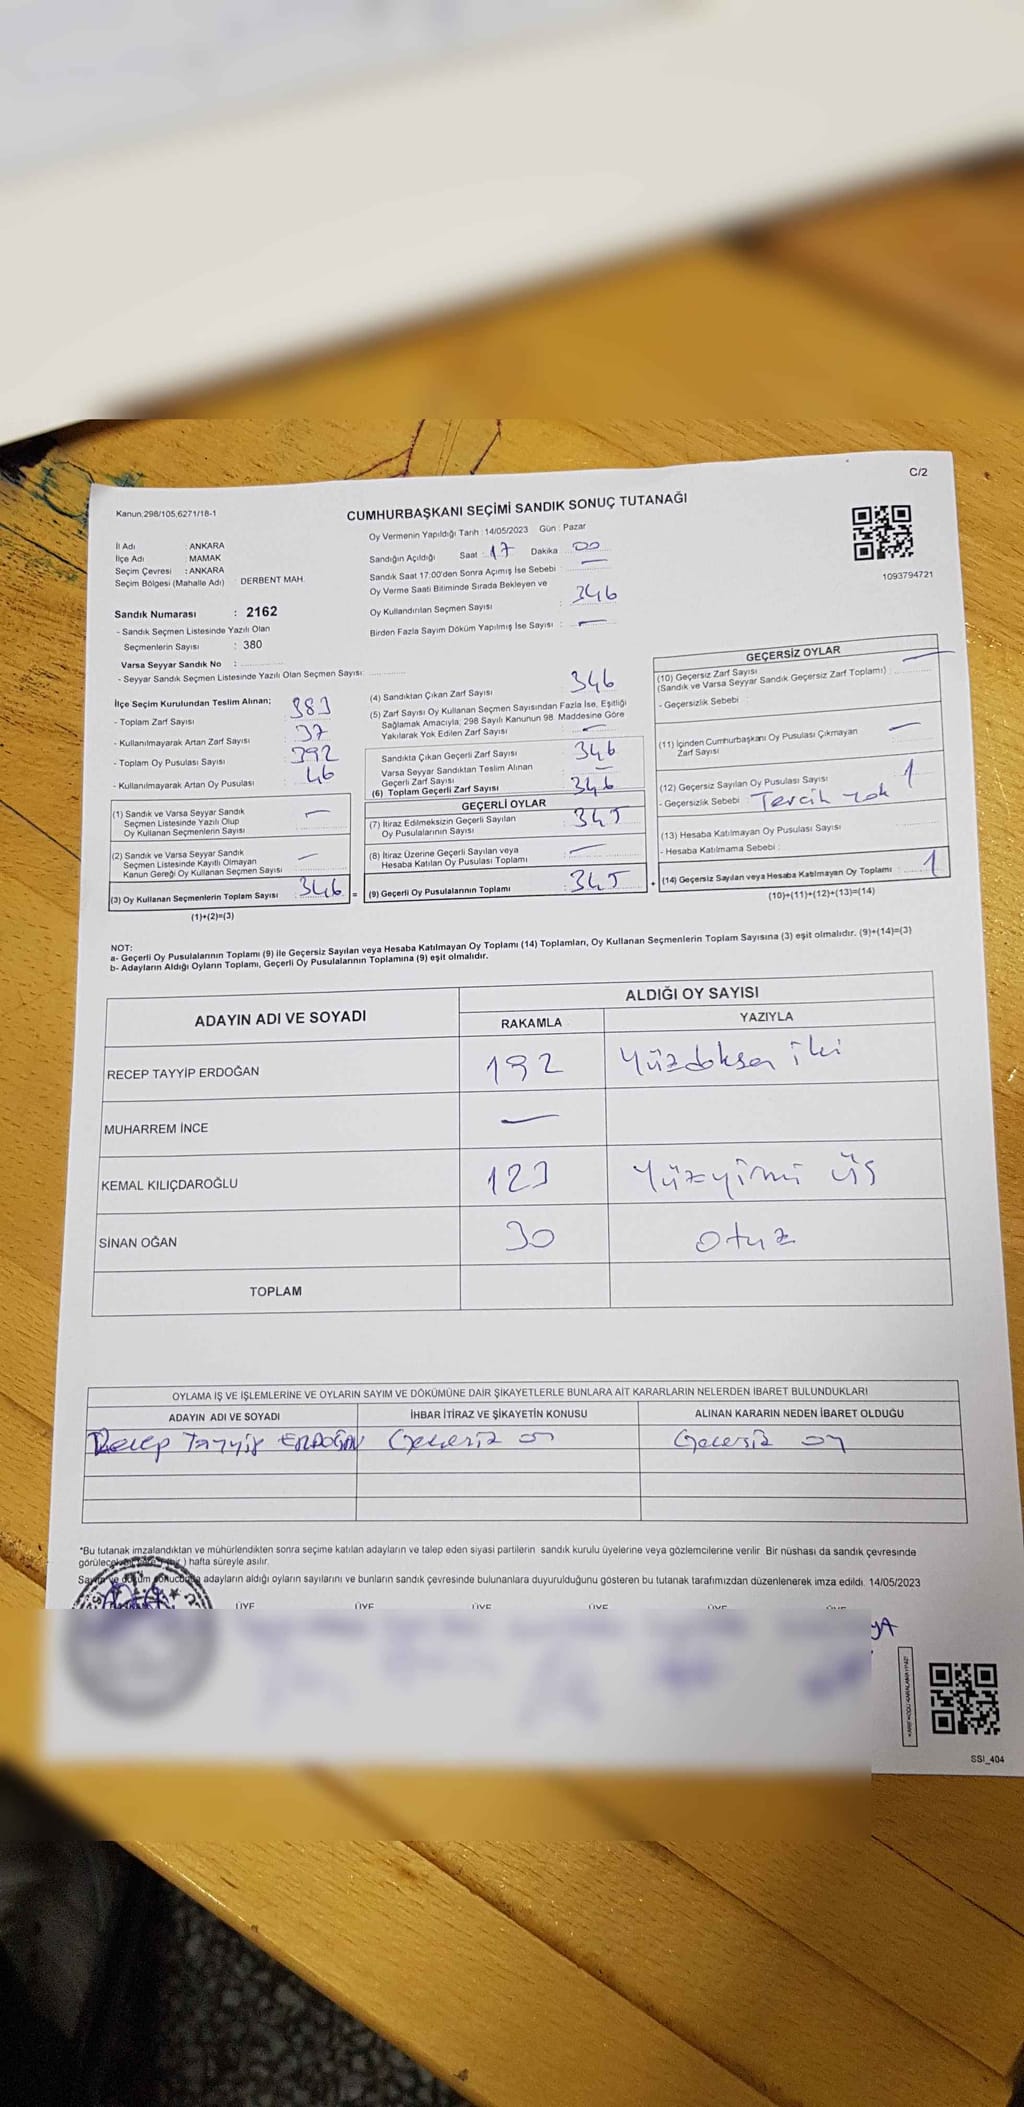 C/2
Kanun,298/105,6271/18-1
CUMHURBAŞKANI SEÇİMİ SANDIK SONUÇ TUTANAĞI
İl Adı : ANKARA
İlçe Adı : MAMAK
Seçim Çevresi : ANKARA
Seçim Bölgesi (Mahalle Adı) : DERBENT MAH.
Oy Vermenin Yapıldığı Tarih :14/05/2023 Gün : Pazar
Sandığın Açıldığı Saat : 17 Dakika 00
Sandık Saat 17:00'den Sonra Açımış İse Sebebi : —
Oy Verme Saati Bitiminde Sırada Bekleyen ve
Oy Kullandırılan Seçmen Sayısı : 346
Birden Fazla Sayım Döküm Yapılmış İse Sayısı : —
1093794721
Sandık Numarası : 2162
- Sandık Seçmen Listesinde Yazılı Olan
Seçmenlerin Sayısı : 380
Varsa Seyyar Sandık No :
- Seyyar Sandık Seçmen Listesinde Yazılı Olan Seçmen Sayısı:
İlçe Seçim Kurulundan Teslim Alınan;
- Toplam Zarf Sayısı : 383
- Kullanılmayarak Artan Zarf Sayısı : 37
- Toplam Oy Pusulası Sayısı : 392
- Kullanılmayarak Artan Oy Pusulası : 46
(1) Sandık ve Varsa Seyyar Sandık
Seçmen Listesinde Yazılı Olup
Oy Kullanan Seçmenlerin Sayısı —
(2) Sandık ve Varsa Seyyar Sandık
Seçmen Listesinde Kayıtlı Olmayan
Kanun Gereği Oy Kullanan Seçmen Sayısı —
(3) Oy Kullanan Seçmenlerin Toplam Sayısı 346 =
(1)+(2)=(3)
(4) Sandıktan Çıkan Zarf Sayısı : 346
(5) Zarf Sayısı Oy Kullanan Seçmen Sayısından Fazla İse, Eşitliği
Sağlamak Amacıyla; 298 Sayılı Kanunun 98. Maddesine Göre
Yakılarak Yok Edilen Zarf Sayısı —
Sandıkta Çıkan Geçerli Zarf Sayısı : 346
Varsa Seyyar Sandıktan Teslim Alınan
Geçerli Zarf Sayısı —
(6) Toplam Geçerli Zarf Sayısı : 346
GEÇERLİ OYLAR
(7) İtiraz Edilmeksizin Geçerli Sayılan
Oy Pusulalarının Sayısı : 345
(8) İtiraz Üzerine Geçerli Sayılan veya
Hesaba Katılan Oy Pusulası Toplamı : —
(9) Geçerli Oy Pusulalarının Toplamı : 345 +
GEÇERSİZ OYLAR
(10) Geçersiz Zarf Sayısı
(Sandık ve Varsa Seyyar Sandık Geçersiz Zarf Toplamı) : —
- Geçersizlik Sebebi :
(11) İçinden Cumhurbaşkanı Oy Pusulası Çıkmayan
Zarf Sayısı —
(12) Geçersiz Sayılan Oy Pusulası Sayısı : 1
- Geçersizlik Sebebi : Tercih yok
(13) Hesaba Katılmayan Oy Pusulası Sayısı :
- Hesaba Katılmama Sebebi :
(14) Geçersiz Sayılan veya Hesaba Katılmayan Oy Toplamı : 1
(10)+(11)+(12)+(13)=(14)
NOT:
a- Geçerli Oy Pusulalarının Toplamı (9) ile Geçersiz Sayılan veya Hesaba Katılmayan Oy Toplamı (14) Toplamları, Oy Kullanan Seçmenlerin Toplam Sayısına (3) eşit olmalıdır. (9)+(14)=(3)
b- Adayların Aldığı Oyların Toplamı, Geçerli Oy Pusulalarının Toplamına (9) eşit olmalıdır.
ADAYIN ADI VE SOYADI
ALDIĞI OY SAYISI
RAKAMLA YAZIYLA
RECEP TAYYİP ERDOĞAN 192 Yüzdoksan iki
MUHARREM İNCE —
KEMAL KILIÇDAROĞLU 123 Yüzyirmi üç
SİNAN OĞAN 30 otuz
TOPLAM
OYLAMA İŞ VE İŞLEMLERİNE VE OYLARIN SAYIM VE DÖKÜMÜNE DAİR ŞİKAYETLERLE BUNLARA AİT KARARLARIN NELERDEN İBARET BULUNDUKLARI
ADAYIN ADI VE SOYADI İHBAR İTİRAZ VE ŞİKAYETİN KONUSU ALINAN KARARIN NEDEN İBARET OLDUĞU
Recep Tayyip ERDOĞAN Geçersiz oy Geçersiz oy
*Bu tutanak imzalandıktan ve mühürlendikten sonra seçime katılan adayların ve talep eden siyasi partilerin sandık kurulu üyelerine veya gözlemcilerine verilir. Bir nüshası da sandık çevresinde
) hafta süreyle asılır.
adayların aldığı oyların sayılarını ve bunların sandık çevresinde bulunanlara duyurulduğunu gösteren bu tutanak tarafımızdan düzenlenerek imza edildi. 14/05/2023
ÜYE ÜYE ÜYE ÜYE ÜYE
YA
SSI_404